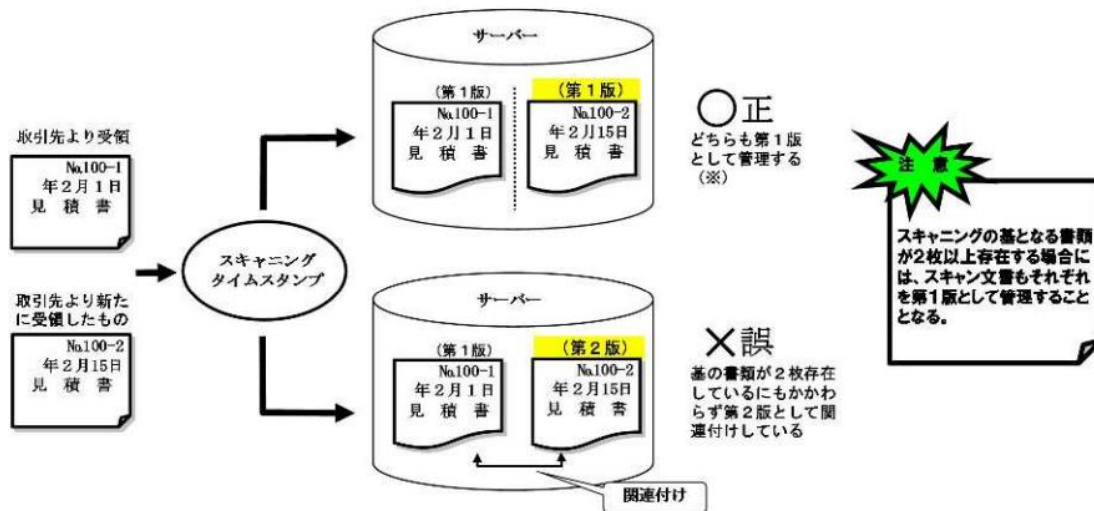 取引先より受領
No.100-1
年2月1日
見 積 書
取引先より新た
に受領したもの
No.100-2
年2月15日
見 積 書
スキャニング
タイムスタンプ
サーバー
(第1版)
No.100-1
年2月1日
見 積 書
(第1版)
No.100-2
年2月15日
見 積 書
○正
どちらも第1版
として管理する
(※)
サーバー
(第1版)
No.100-1
年2月1日
見 積 書
(第2版)
No.100-2
年2月15日
見 積 書
関連付け
×誤
基の書類が2枚存在
しているにもかかわ
らず第2版として関
連付けしている
注 意
スキャニングの基となる書類
が2枚以上存在する場合に
は、スキャン文書もそれぞれ
を第1版として管理すること
となる。